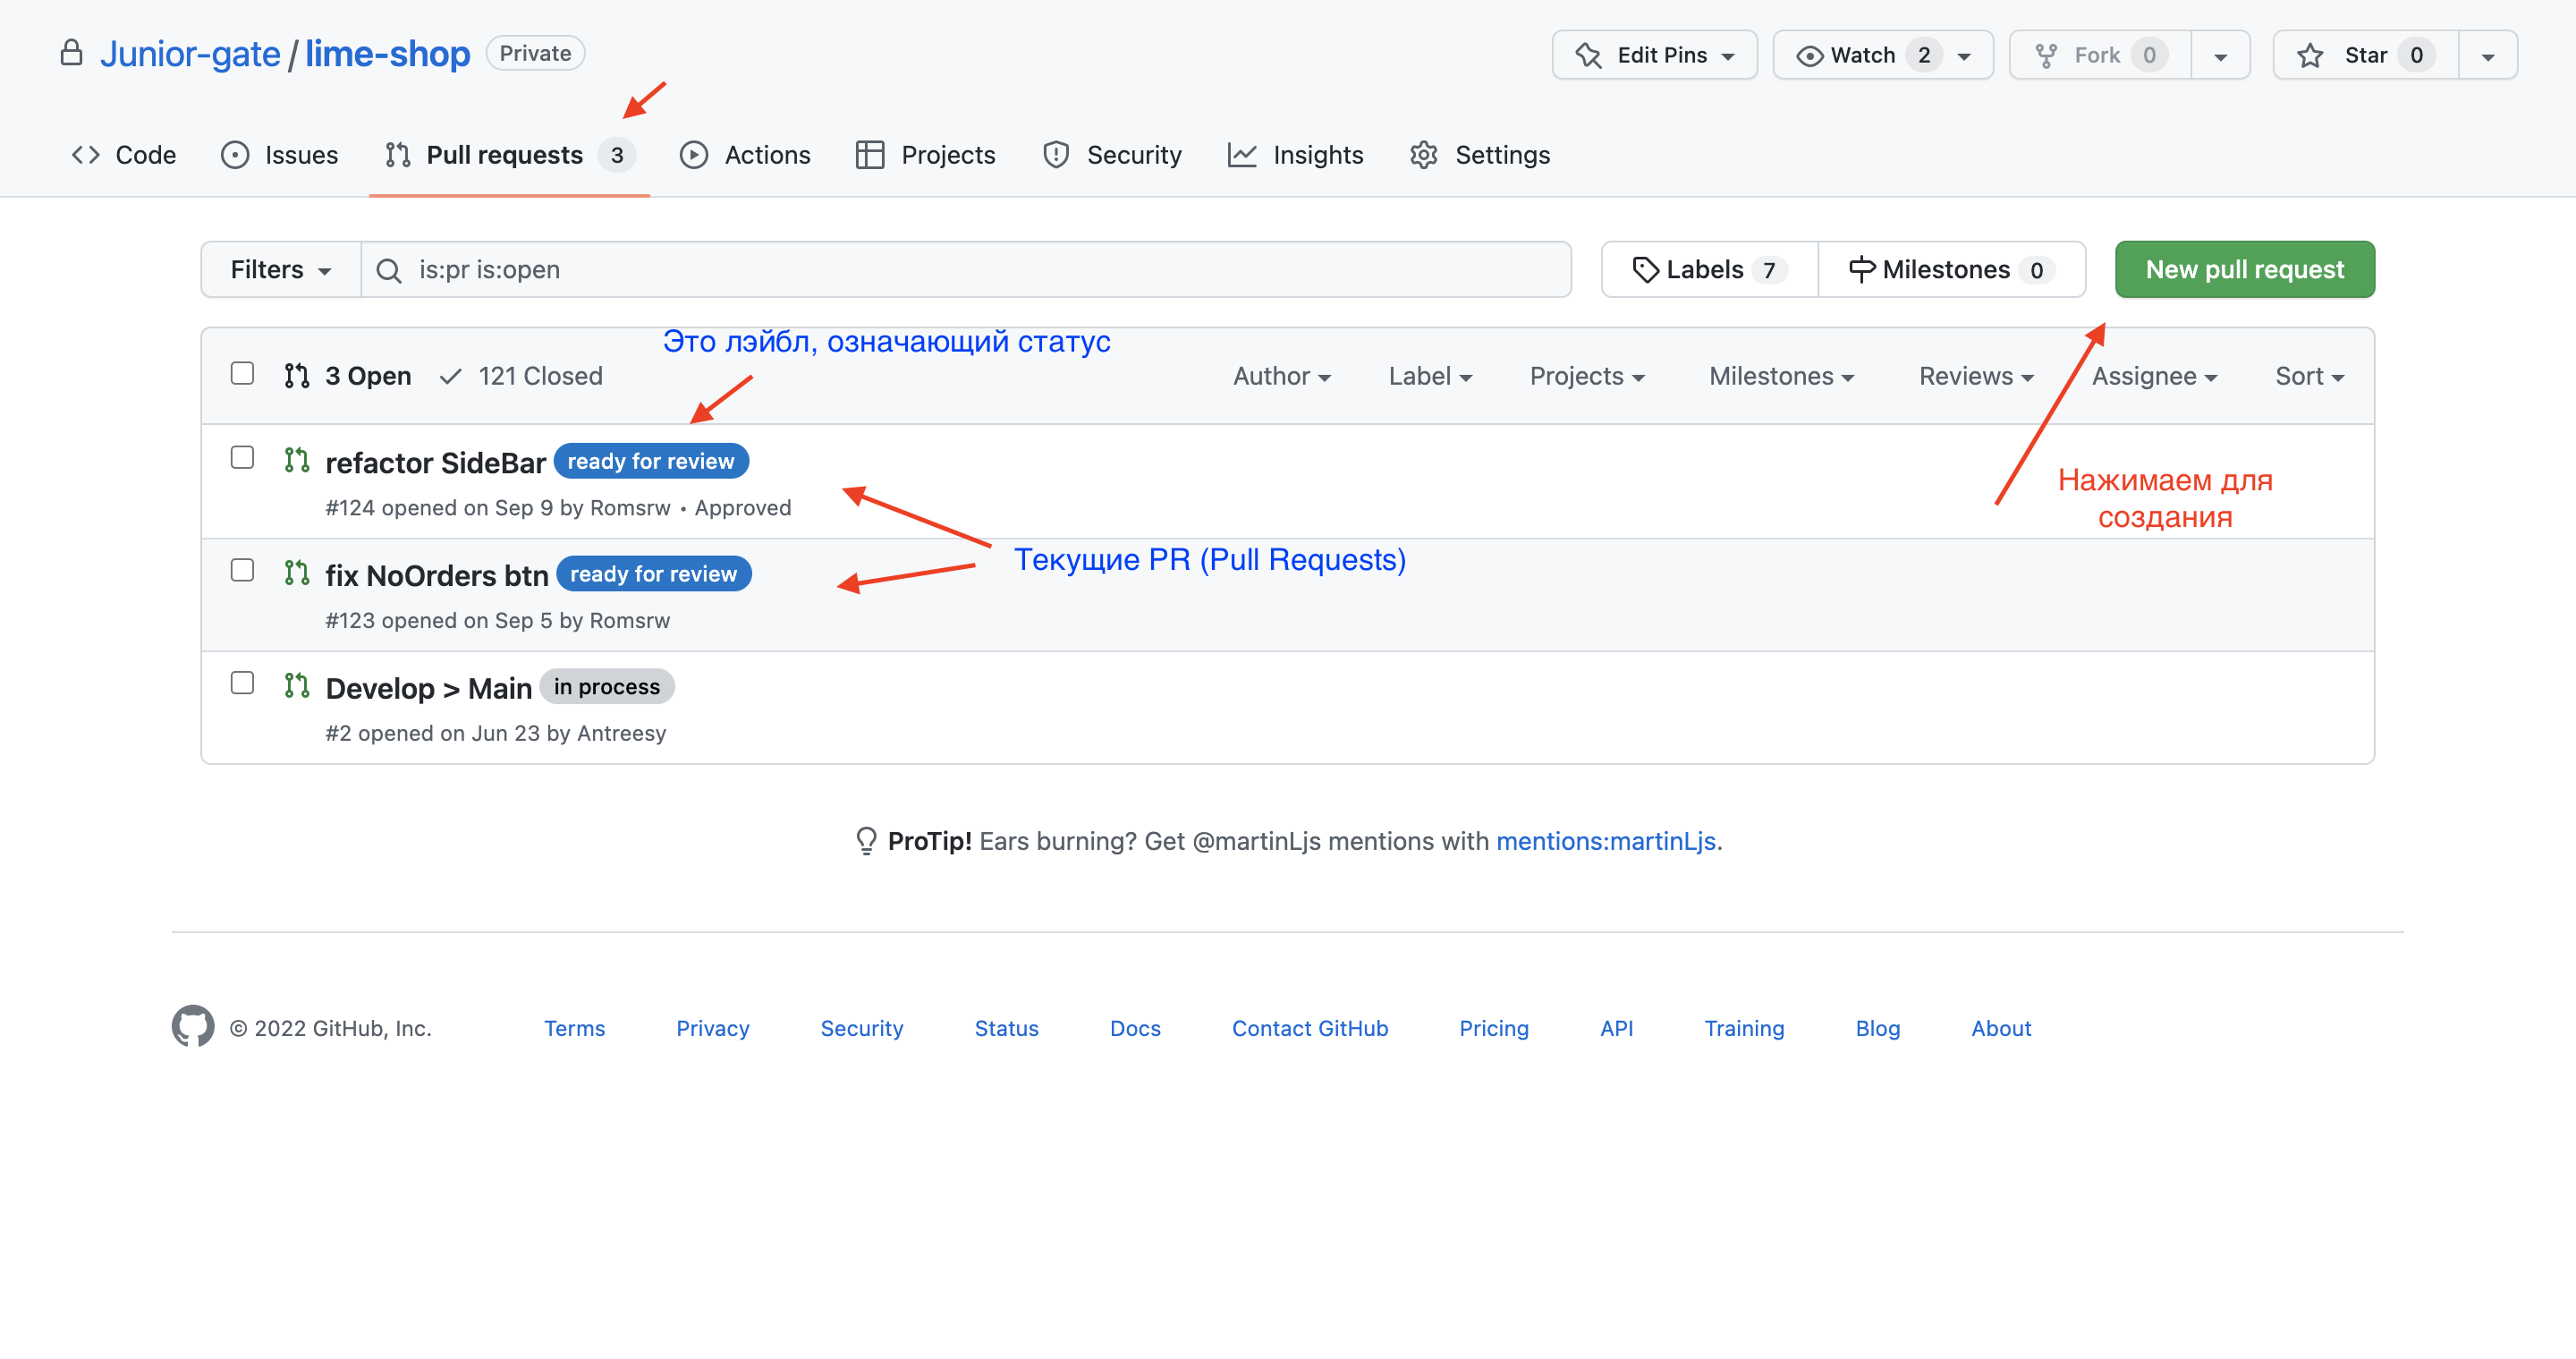 Junior-gate / lime-shop Private
Edit Pins Watch 2 Fork 0 Star 0
Code Issues Pull requests 3 Actions Projects Security Insights Settings
Filters is:pr is:open Labels 7 Milestones 0 New pull request
Это лэйбл, означающий статус
3 Open 121 Closed Author Label Projects Milestones Reviews Assignee Sort
refactor SideBar ready for review
#124 opened on Sep 9 by Romsrw • Approved
Нажимаем для
создания
Текущие PR (Pull Requests)
fix NoOrders btn ready for review
#123 opened on Sep 5 by Romsrw
Develop > Main in process
#2 opened on Jun 23 by Antreesy
ProTip! Ears burning? Get @martinLjs mentions with mentions:martinLjs.
© 2022 GitHub, Inc. Terms Privacy Security Status Docs Contact GitHub Pricing API Training Blog About